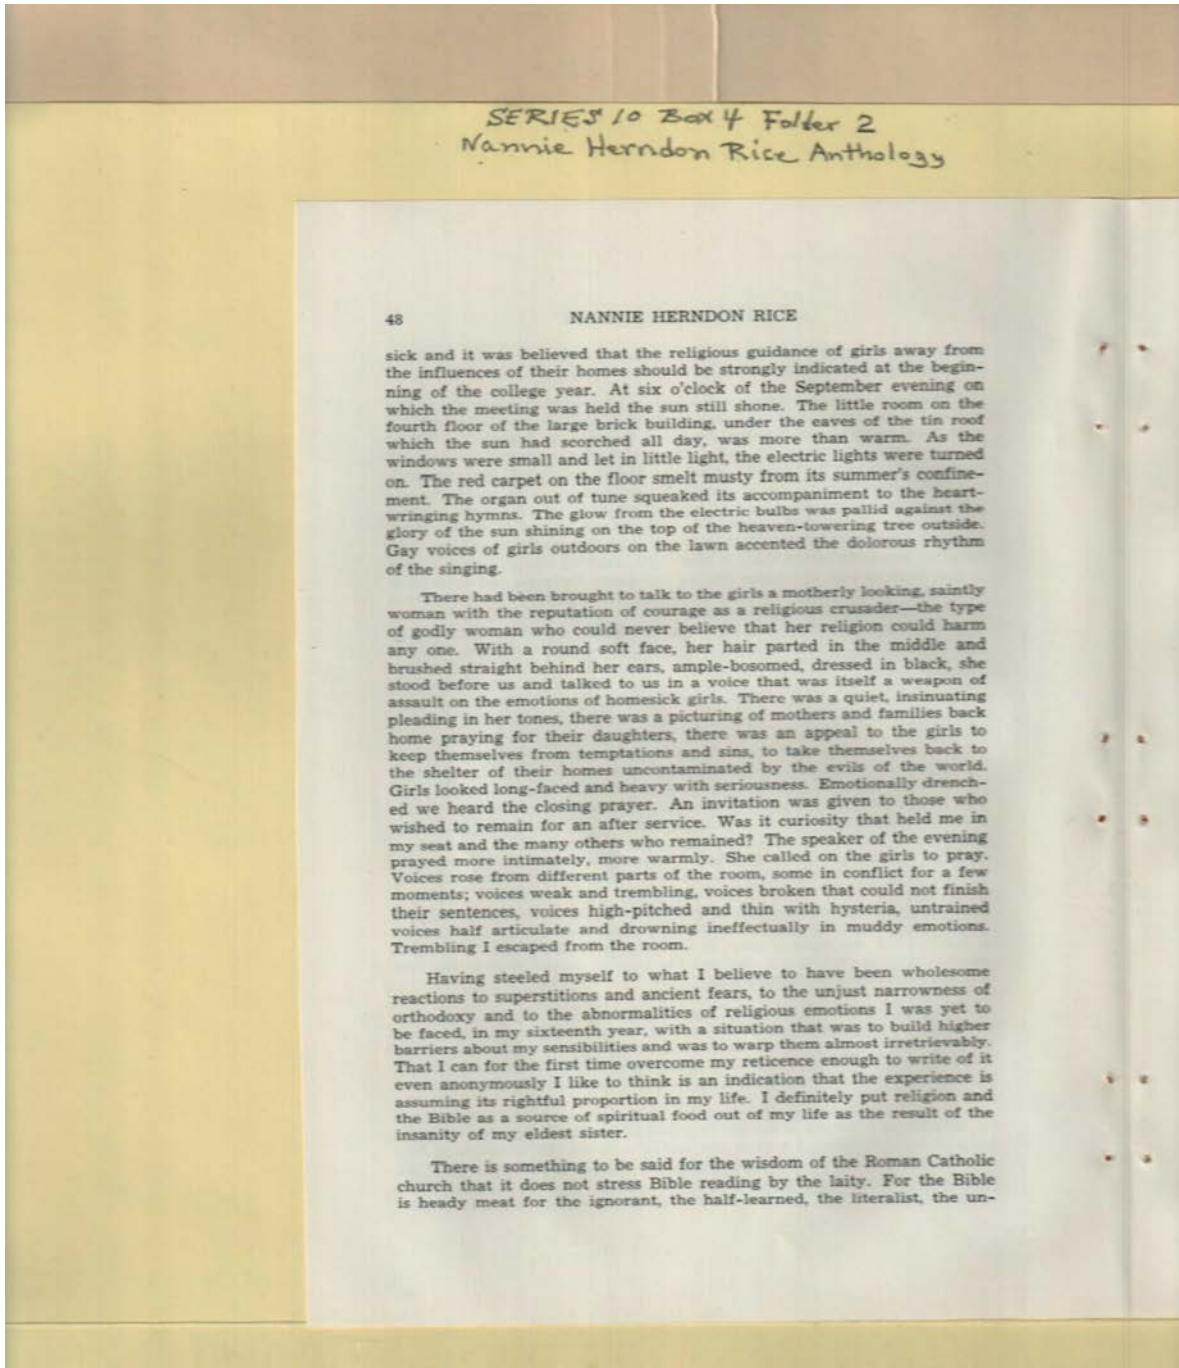 SERIES 10 Box 4 Folder 2
Nannie Herndon Rice Anthology
48 NANNIE HERNDON RICE
sick and it was believed that the religious guidance of girls away from
the influences of their homes should be strongly indicated at the begin-
ning of the college year. At six o'clock of the September evening on
which the meeting was held the sun still shone. The little room on the
fourth floor of the large brick building, under the eaves of the tin roof
which the sun had scorched all day, was more than warm. As the
windows were small and let in little light, the electric lights were turned
on. The red carpet on the floor smelt musty from its summer's confine-
ment. The organ out of tune squeaked its accompaniment to the heart-
wringing hymns. The glow from the electric bulbs was pallid against the
glory of the sun shining on the top of the heaven-towering tree outside.
Gay voices of girls outdoors on the lawn accented the dolorous rhythm
of the singing.
There had been brought to talk to the girls a motherly looking, saintly
woman with the reputation of courage as a religious crusader—the type
of godly woman who could never believe that her religion could harm
any one. With a round soft face, her hair parted in the middle and
brushed straight behind her ears, ample-bosomed, dressed in black, she
stood before us and talked to us in a voice that was itself a weapon of
assault on the emotions of homesick girls. There was a quiet, insinuating
pleading in her tones, there was a picturing of mothers and families back
home praying for their daughters, there was an appeal to the girls to
keep themselves from temptations and sins, to take themselves back to
the shelter of their homes uncontaminated by the evils of the world.
Girls looked long-faced and heavy with seriousness. Emotionally drench-
ed we heard the closing prayer. An invitation was given to those who
wished to remain for an after service. Was it curiosity that held me in
my seat and the many others who remained? The speaker of the evening
prayed more intimately, more warmly. She called on the girls to pray.
Voices rose from different parts of the room, some in conflict for a few
moments; voices weak and trembling, voices broken that could not finish
their sentences, voices high-pitched and thin with hysteria, untrained
voices half articulate and drowning ineffectually in muddy emotions.
Trembling I escaped from the room.
Having steeled myself to what I believe to have been wholesome
reactions to superstitions and ancient fears, to the unjust narrowness of
orthodoxy and to the abnormalities of religious emotions I was yet to
be faced, in my sixteenth year, with a situation that was to build higher
barriers about my sensibilities and was to warp them almost irretrievably.
That I can for the first time overcome my reticence enough to write of it
even anonymously I like to think is an indication that the experience is
assuming its rightful proportion in my life. I definitely put religion and
the Bible as a source of spiritual food out of my life as the result of the
insanity of my eldest sister.
There is something to be said for the wisdom of the Roman Catholic
church that it does not stress Bible reading by the laity. For the Bible
is heady meat for the ignorant, the half-learned, the literalist, the un-